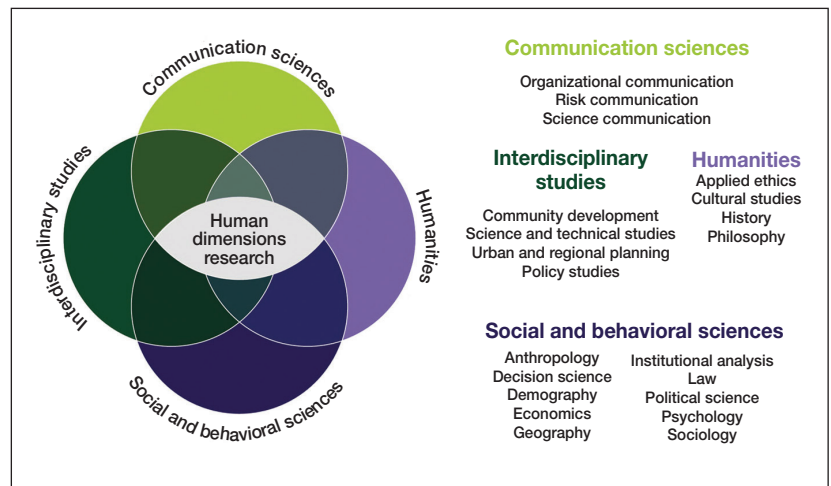 Communication sciences
Interdisciplinary studies
Human
dimensions
research
Humanities
Social and behavioral sciences
Communication sciences
Organizational communication
Risk communication
Science communication
Interdisciplinary
studies
Community development
Science and technical studies
Urban and regional planning
Policy studies
Humanities
Applied ethics
Cultural studies
History
Philosophy
Social and behavioral sciences
Anthropology
Decision science
Demography
Economics
Geography
Institutional analysis
Law
Political science
Psychology
Sociology